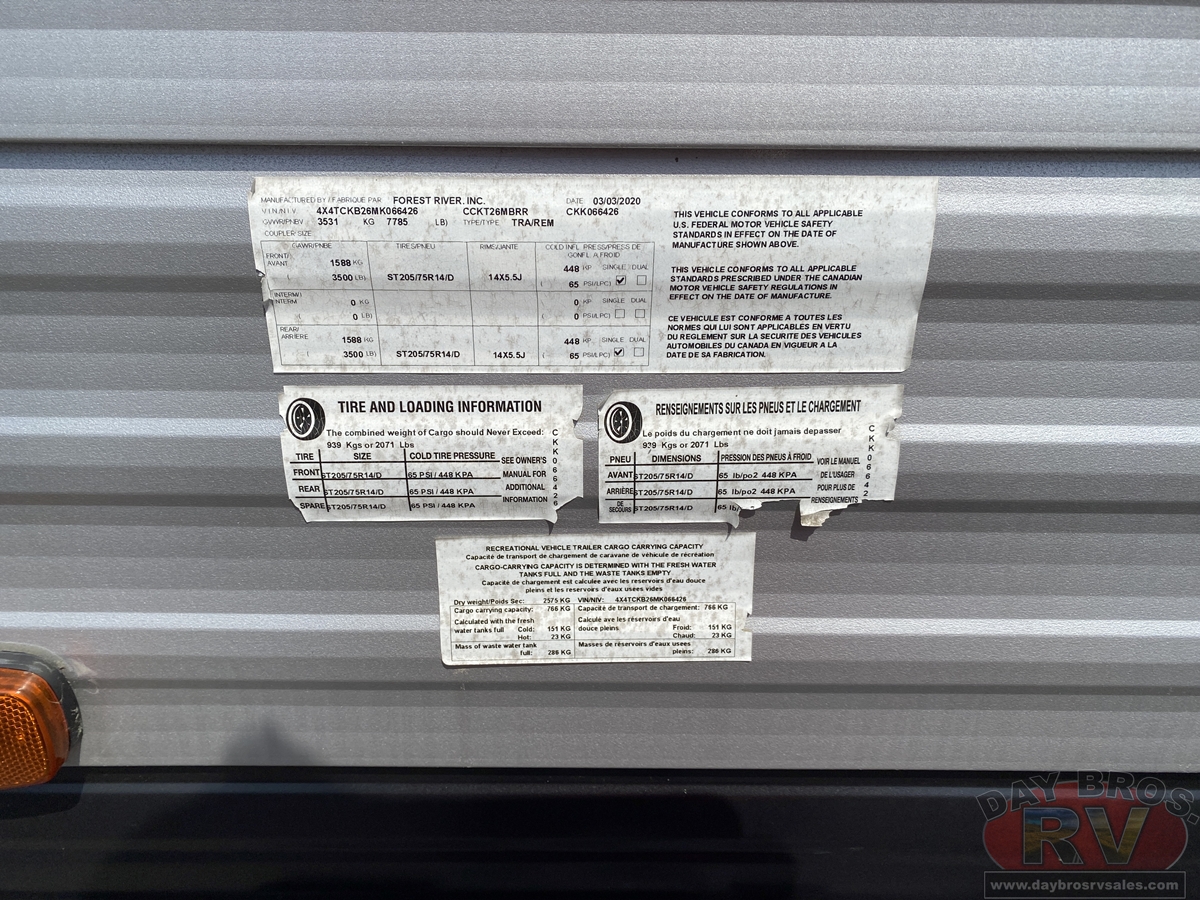 MANUFACTURED BY / FABRIQUE PAR FOREST RIVER, INC. DATE 03/03/2020
V I N / N I V 4X4TCKB26MK066426 CCKT26MBRR CKK066426
GVWR/PNBV 3531 KG 7785 LB) TYPE/TYPE TRA/REM
COUPLER SIZE
GAWR/PNBE TIRES/PNEU RIMS/JANTE COLD INFL PRESS/PRESS DE
GONFL A FROID
FRONT/
AVANT 1588 KG 448 KP SINGLE DUAL
( 3500 LB) ST205/75R14/D 14X5.5J ( 65 PSI/LPC)
INTERM/
INTERM 0 KG 0 KP SINGLE DUAL
( 0 LB) ( 0 PSI/LPC)
REAR/
ARRIERE 1588 KG 448 KP SINGLE DUAL
( 3500 LB) ST205/75R14/D 14X5.5J ( 65 PSI/LPC)
THIS VEHICLE CONFORMS TO ALL APPLICABLE
U.S. FEDERAL MOTOR VEHICLE SAFETY
STANDARDS IN EFFECT ON THE DATE OF
MANUFACTURE SHOWN ABOVE.
THIS VEHICLE CONFORMS TO ALL APPLICABLE
STANDARDS PRESCRIBED UNDER THE CANADIAN
MOTOR VEHICLE SAFETY REGULATIONS IN
EFFECT ON THE DATE OF MANUFACTURE.
CE VEHICULE EST CONFORME A TOUTES LES
NORMES QUI LUI SONT APPLICABLES EN VERTU
DU REGLEMENT SUR LA SECURITE DES VEHICULES
AUTOMOBILES DU CANADA EN VIGUEUR A LA
DATE DE SA FABRICATION.
TIRE AND LOADING INFORMATION
The combined weight of Cargo should Never Exceed:
939 Kgs or 2071 Lbs
TIRE SIZE COLD TIRE PRESSURE
FRONT ST205/75R14/D 65 PSI / 448 KPA
REAR ST205/75R14/D 65 PSI / 448 KPA
SPARE ST205/75R14/D 65 PSI / 448 KPA
SEE OWNER'S
MANUAL FOR
ADDITIONAL
INFORMATION
CKK066426
RENSEIGNEMENTS SUR LES PNEUS ET LE CHARGEMENT
Le poids du chargement ne doit jamais depasser
939 Kgs or 2071 Lbs
PNEU DIMENSIONS PRESSION DES PNEUS À FROID
AVANT ST205/75R14/D 65 lb/po2 448 KPA
ARRIÈRE ST205/75R14/D 65 lb/po2 448 KPA
DE
SECOURS ST205/75R14/D 65 lb/
VOIR LE MANUEL
DE L'USAGER
POUR PLUS DE
RENSEIGNEMENTS
CKK06642
RECREATIONAL VEHICLE TRAILER CARGO CARRYING CAPACITY
Capacite de transport de chargement de caravane de véhicule de récréation
CARGO-CARRYING CAPACITY IS DETERMINED WITH THE FRESH WATER
TANKS FULL AND THE WASTE TANKS EMPTY
Capacite de chargement est calculée avec les reservoirs d'eau douce
pleins et les reservoirs d'eaux usees vides
Dry weight/Poids Sec: 2575 KG VIN/NIV: 4X4TCKB26MK066426
Cargo carrying capacity: 766 KG Capacite de transport de chargement: 766 KG
Calculated with the fresh Calculé ave les réservoirs d'eau
water tanks full Cold: 151 KG douce pleins Froid: 151 KG
Hot: 23 KG Chaud: 23 KG
Mass of waste water tank Masses de réservoirs d'eaux usees
full: 286 KG pleins: 286 KG
DAY BROS.
RV
www.daybrosrvsales.com